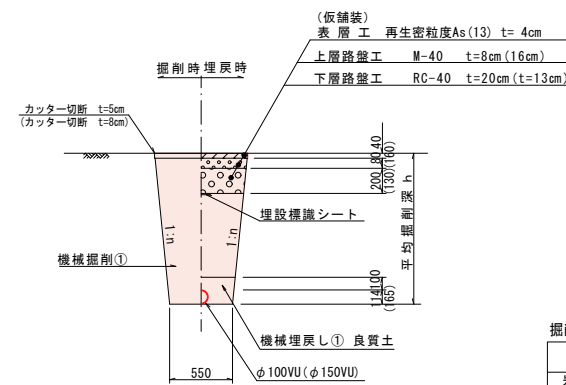 (仮舗装)
表 層 工 再生密粒度As(13) t= 4cm
上層路盤工 M-40 t=8cm(16cm)
下層路盤工 RC-40 t=20cm(t=13cm)
掘削時 埋戻時
カッター切断 t=5cm
(カッター切断 t=8cm)
40
80(160)
200(130)
埋設標識シート
平均掘削深 h
1:n
1:n
機械掘削①
100
114(165)
機械埋戻し① 良質土
550
φ100VU(φ150VU)